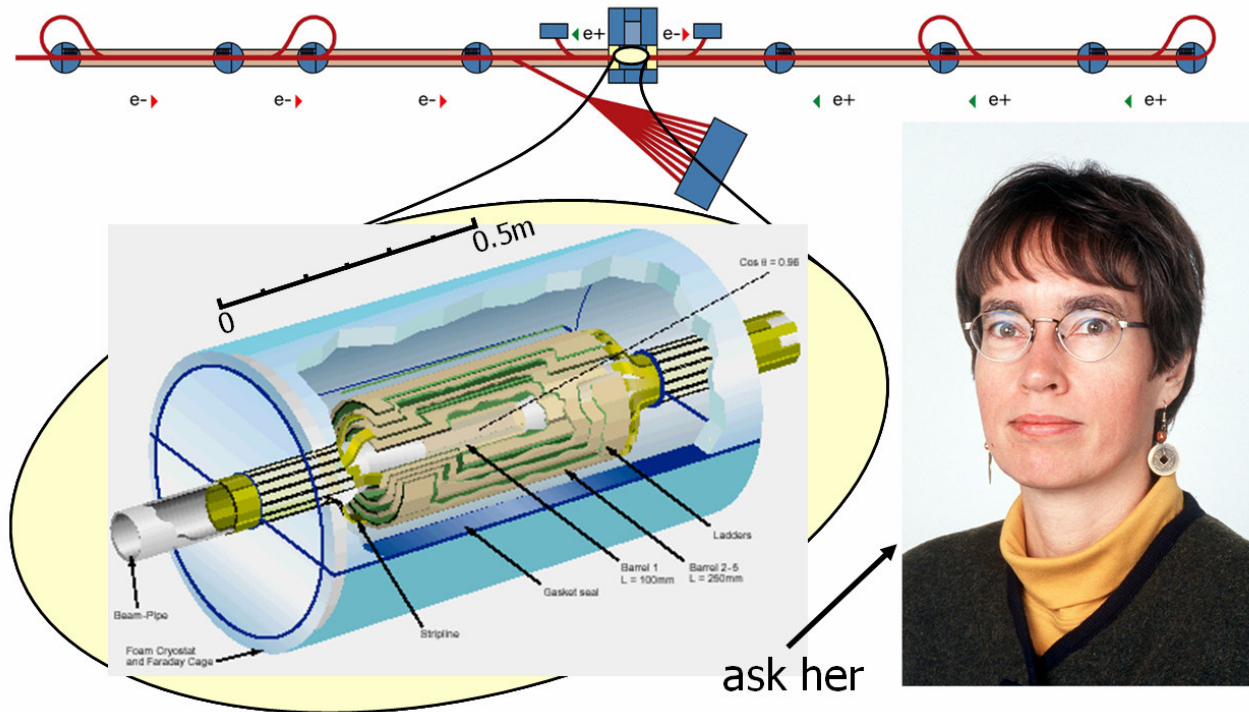 e+
e-
e-
e-
e-
e+
e+
e+
0.5m
0
Cos θ = 0.96
Ladders
Barrel 1
L = 100mm
Barrel 2-5
L = 250mm
Gasket seal
Beam-Pipe
Stripline
Foam Cryostat
and Faraday Cage
ask her